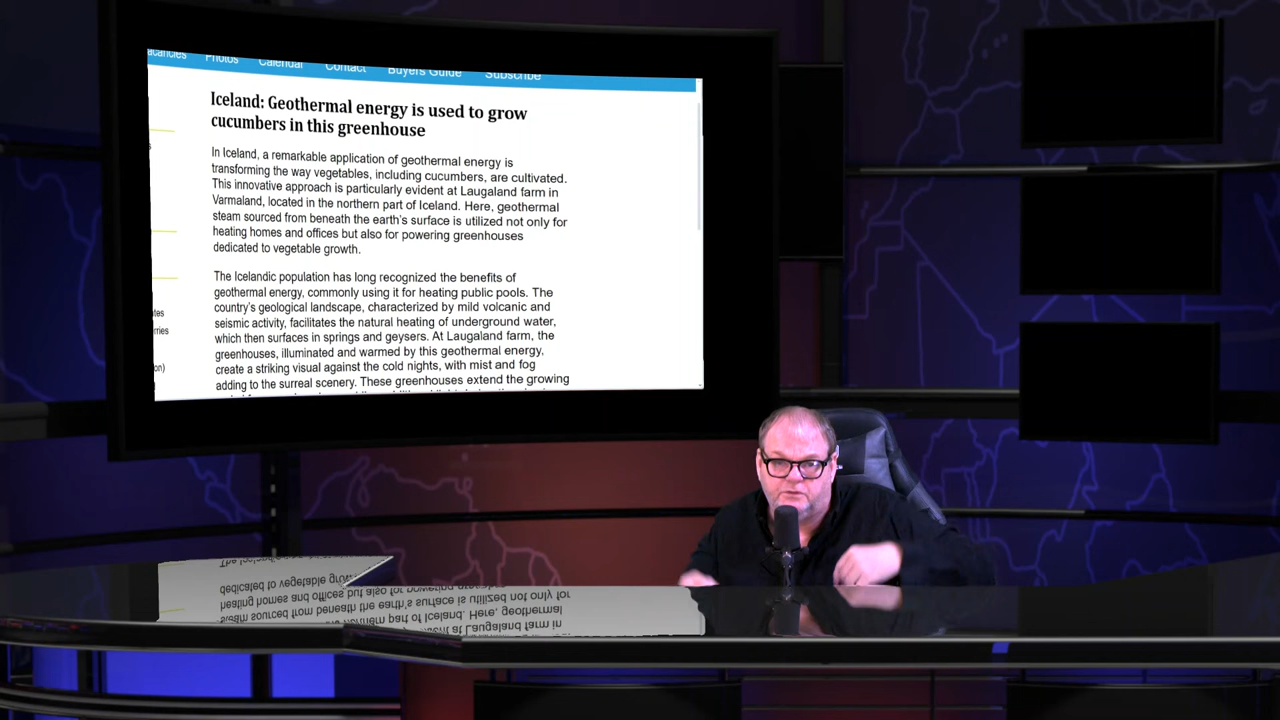 Photos
Calendar
Contact
Buyers Guide
Subscribe
Iceland: Geothermal energy is used to grow
cucumbers in this greenhouse
In Iceland, a remarkable application of geothermal energy is
transforming the way vegetables, including cucumbers, are cultivated.
This innovative approach is particularly evident at Laugaland farm in
Varmaland, located in the northern part of Iceland. Here, geothermal
steam sourced from beneath the earth's surface is utilized not only for
heating homes and offices but also for powering greenhouses
dedicated to vegetable growth.
The Icelandic population has long recognized the benefits of
geothermal energy, commonly using it for heating public pools. The
country's geological landscape, characterized by mild volcanic and
seismic activity, facilitates the natural heating of underground water,
which then surfaces in springs and geysers. At Laugaland farm, the
greenhouses, illuminated and warmed by this geothermal energy,
create a striking visual against the cold nights, with mist and fog
adding to the surreal scenery. These greenhouses extend the growing